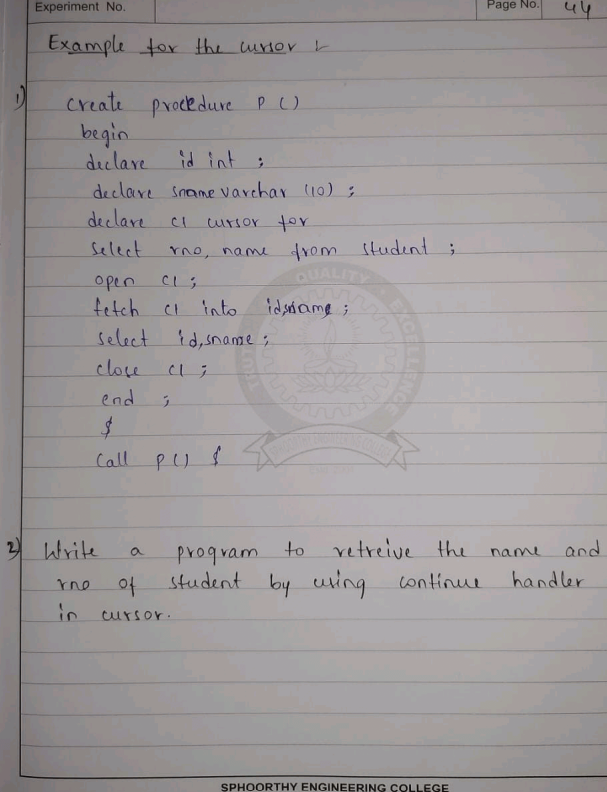 Experiment No.
Page No. 44
Example for the cursor :-
1) create procedure P ()
begin
declare id int ;
declare sname varchar (10) ;
declare c1 cursor for
select rno, name from student ;
open c1 ;
fetch c1 into id,sname ;
select id,sname ;
close c1 ;
end ;
$
call P () $
QUALITY
EXCELLENCE
2) Write a program to retreive the name and
rno of student by using continue handler
in cursor.
SPHOORTHY ENGINEERING COLLEGE